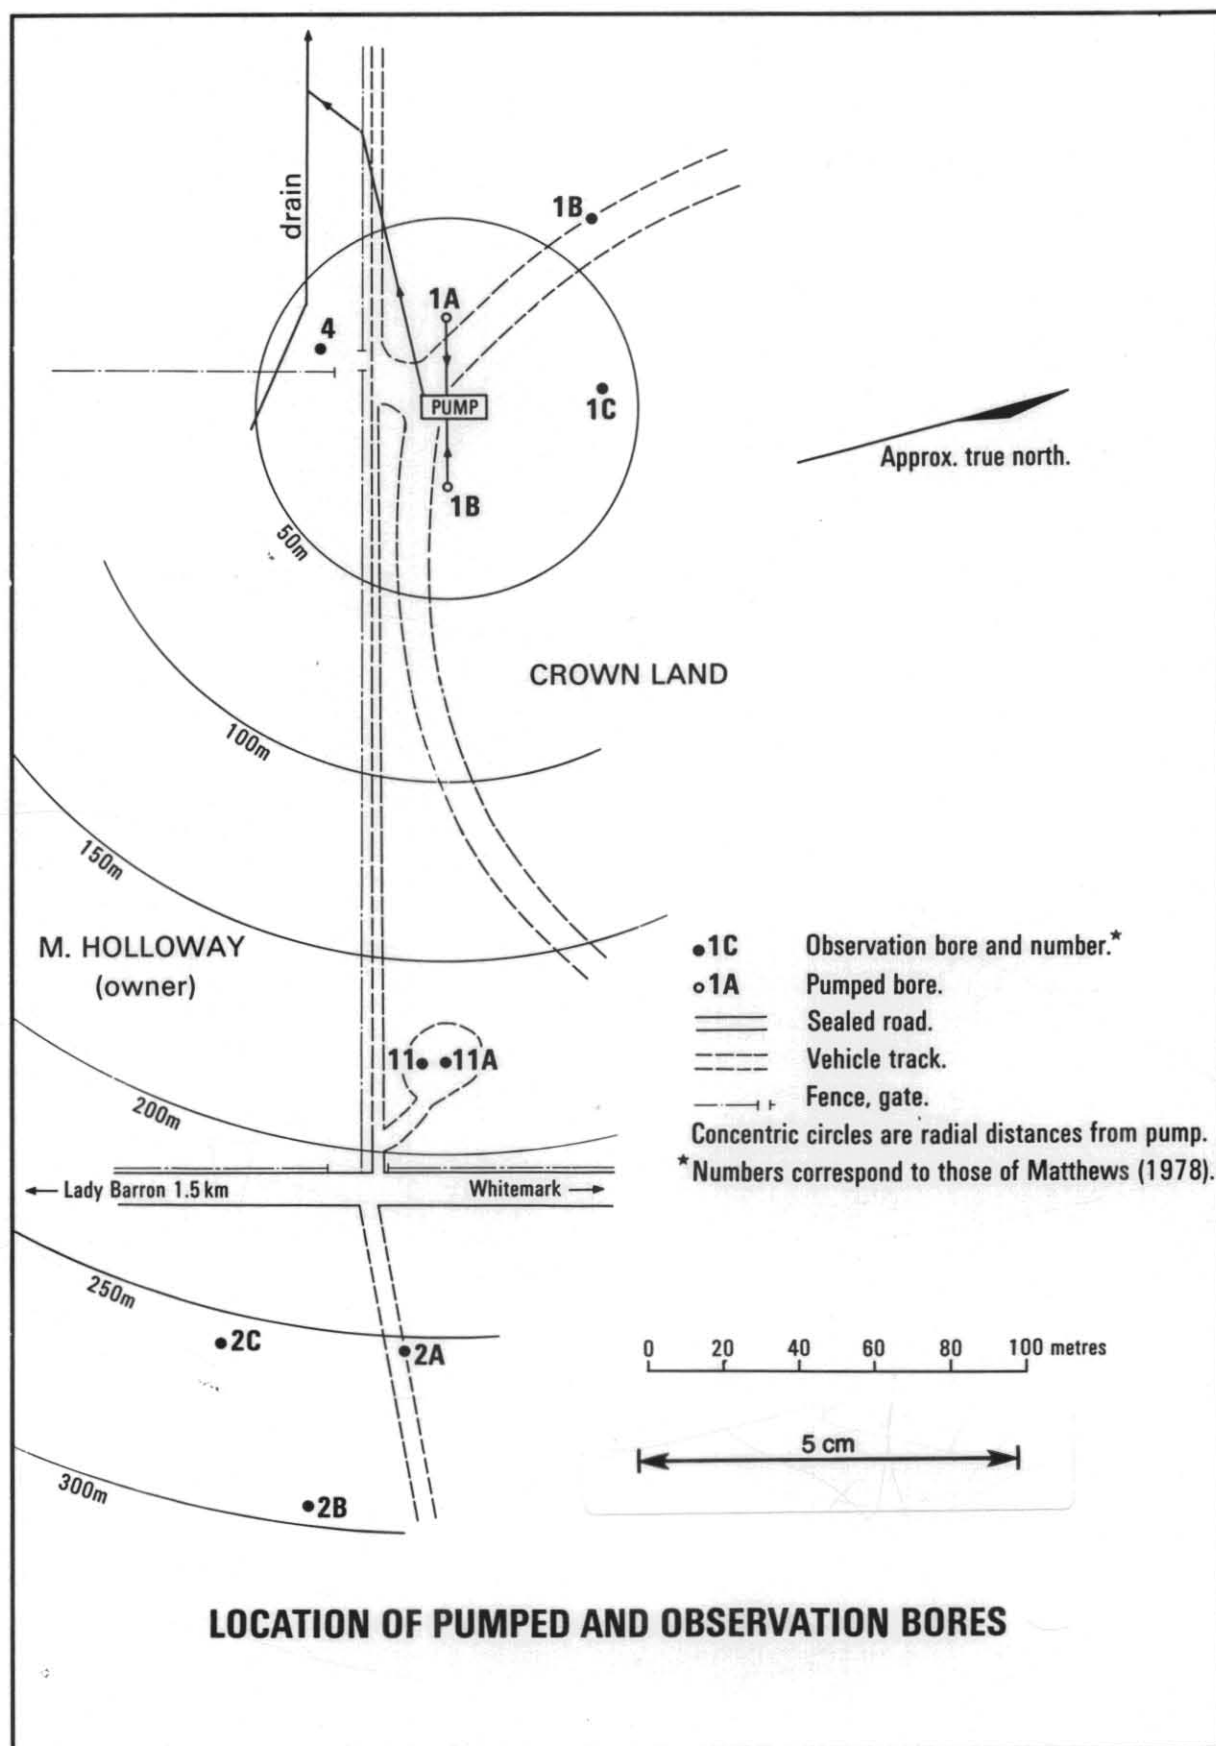 drain
1B
1A
4
PUMP
1C
Approx. true north.
1B
50m
CROWN LAND
100m
150m
M. HOLLOWAY
(owner)
1C Observation bore and number.*
1A Pumped bore.
Sealed road.
Vehicle track.
11 11A
Fence, gate.
200m
Concentric circles are radial distances from pump.
*Numbers correspond to those of Matthews (1978).
Lady Barron 1.5 km
Whitemark
250m
2C
2A
0 20 40 60 80 100 metres
5 cm
300m
2B
LOCATION OF PUMPED AND OBSERVATION BORES